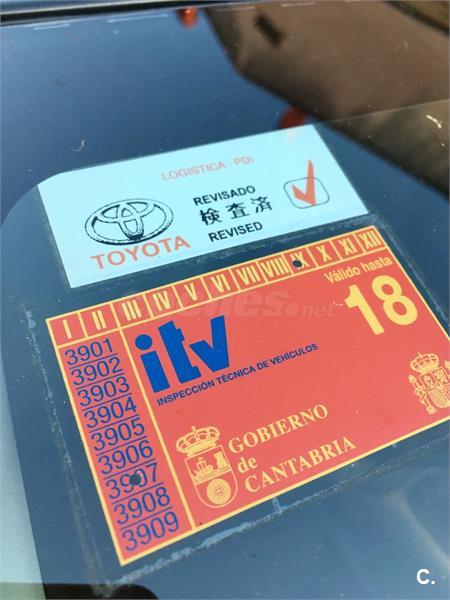 LOGISTICA - PDI
REVISADO
検査済
REVISED
TOYOTA
I II III IV V VI VII VIII IX X XI XII
Válido hasta
18
3901
3902
3903
3904
3905
3906
3907
3908
3909
itv
INSPECCIÓN TÉCNICA DE VEHÍCULOS
GOBIERNO
de
CANTABRIA
C.